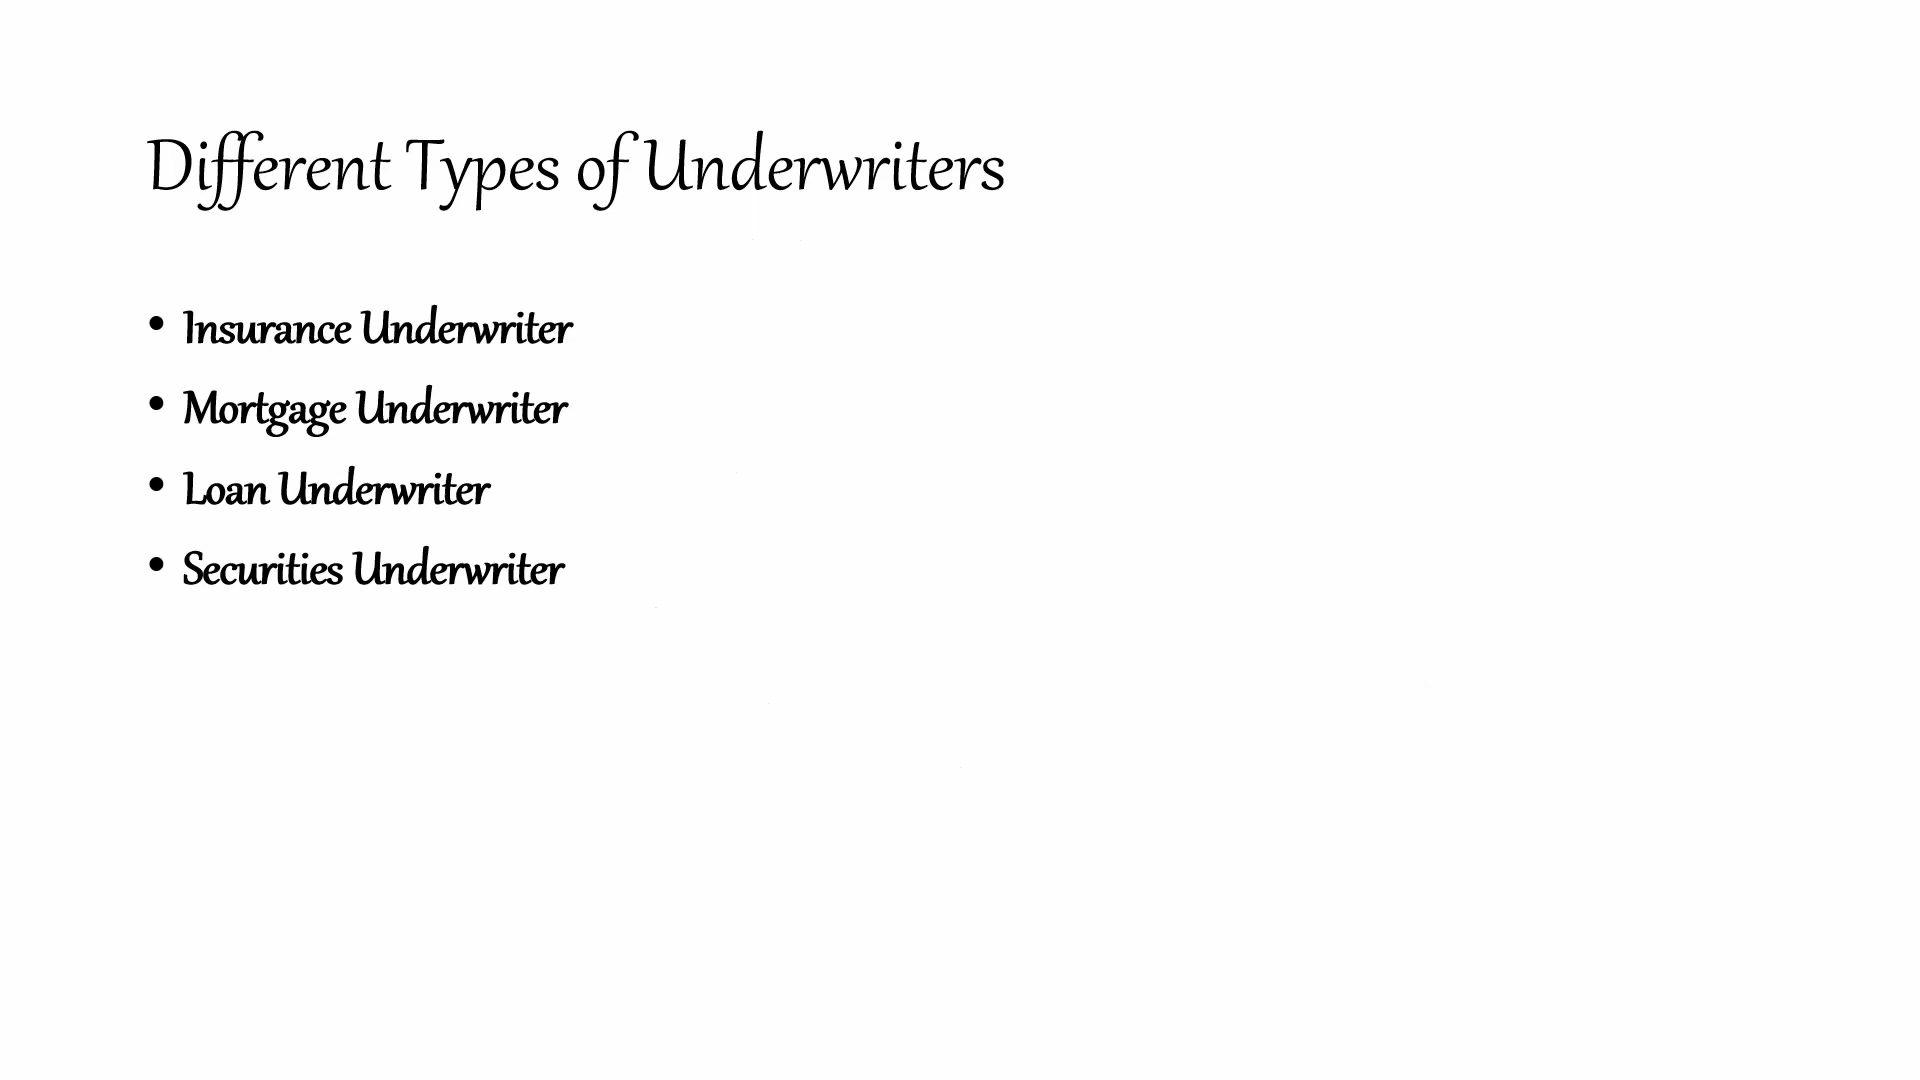 Different Types of Underwriters
• Insurance Underwriter
• Mortgage Underwriter
• Loan Underwriter
• Securities Underwriter